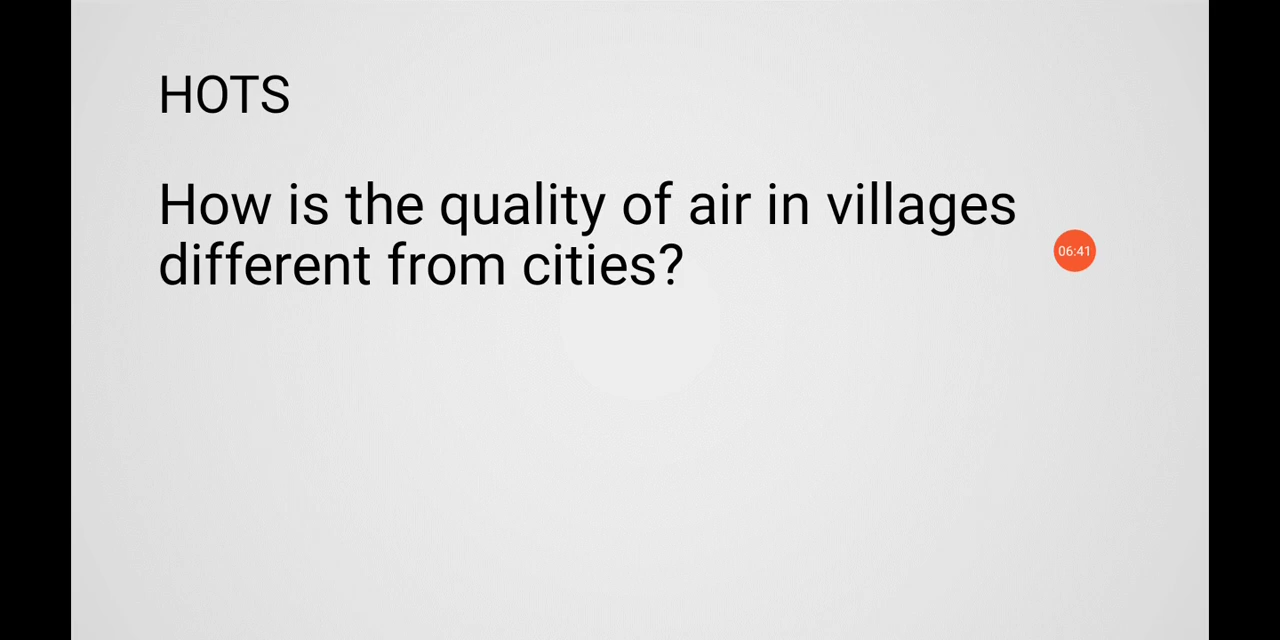 HOTS
How is the quality of air in villages
different from cities?
06:41